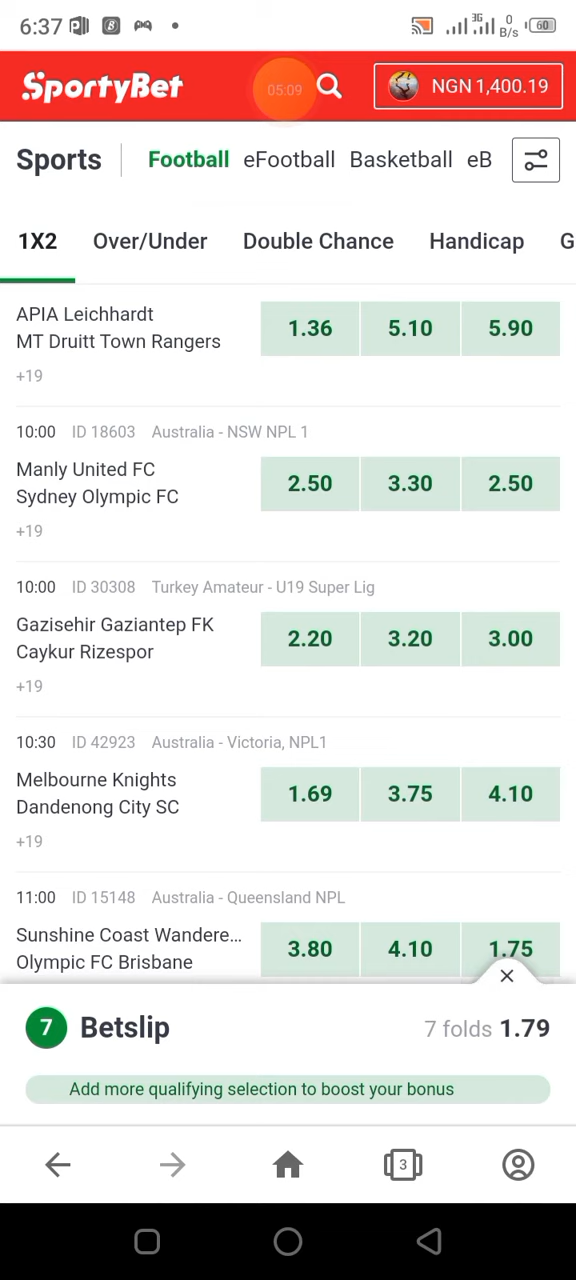 6:37 3G 0 B/s 60
SportyBet 05:09 NGN 1,400.19
Sports Football eFootball Basketball eB
1X2 Over/Under Double Chance Handicap G
APIA Leichhardt
MT Druitt Town Rangers
1.36 5.10 5.90
+19
10:00 ID 18603 Australia - NSW NPL 1
Manly United FC
Sydney Olympic FC
2.50 3.30 2.50
+19
10:00 ID 30308 Turkey Amateur - U19 Super Lig
Gazisehir Gaziantep FK
Caykur Rizespor
2.20 3.20 3.00
+19
10:30 ID 42923 Australia - Victoria, NPL1
Melbourne Knights
Dandenong City SC
1.69 3.75 4.10
+19
11:00 ID 15148 Australia - Queensland NPL
Sunshine Coast Wandere...
Olympic FC Brisbane
3.80 4.10 1.75
7 Betslip 7 folds 1.79
Add more qualifying selection to boost your bonus
3